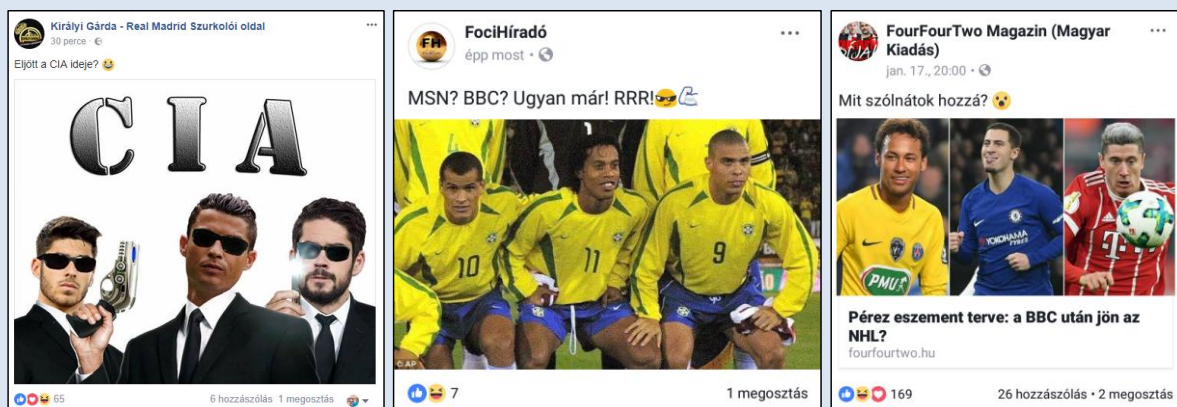 Királyi Gárda - Real Madrid Szurkolói oldal
30 perce ·
Eljött a CIA ideje?
CIA
65
6 hozzászólás 1 megosztás
FH
FociHíradó
épp most ·
MSN? BBC? Ugyan már! RRR!
10
11
9
© AP
7
1 megosztás
FourFourTwo Magazin (Magyar
Kiadás)
jan. 17., 20:00 ·
Mit szólnátok hozzá?
PMU
YOKOHAMA
TYRES
T
Pérez eszement terve: a BBC után jön az
NHL?
fourfourtwo.hu
169
26 hozzászólás · 2 megosztás